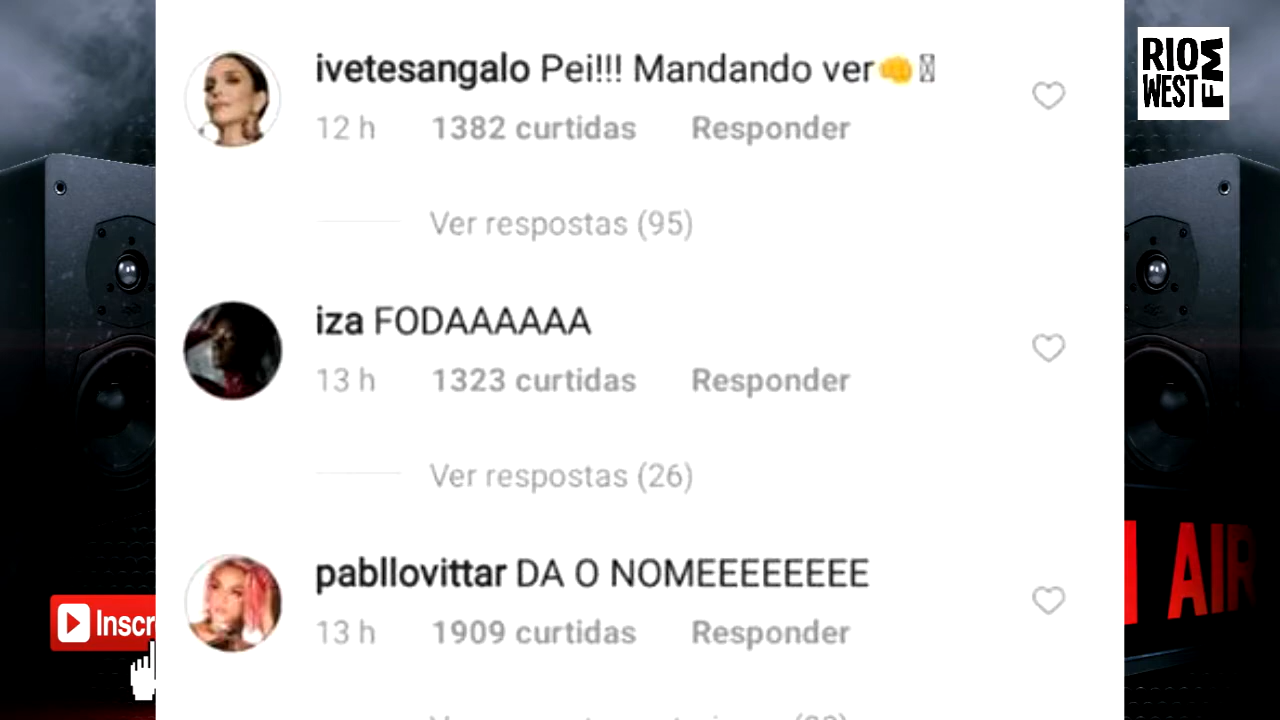 ivetesangalo Pei!!! Mandando ver👊
12 h 1382 curtidas Responder
Ver respostas (95)
iza FODAAAAAA
13 h 1323 curtidas Responder
Ver respostas (26)
pabllovittar DA O NOMEEEEEEEE
13 h 1909 curtidas Responder
RIO
WEST
FM
Inscr
AIR